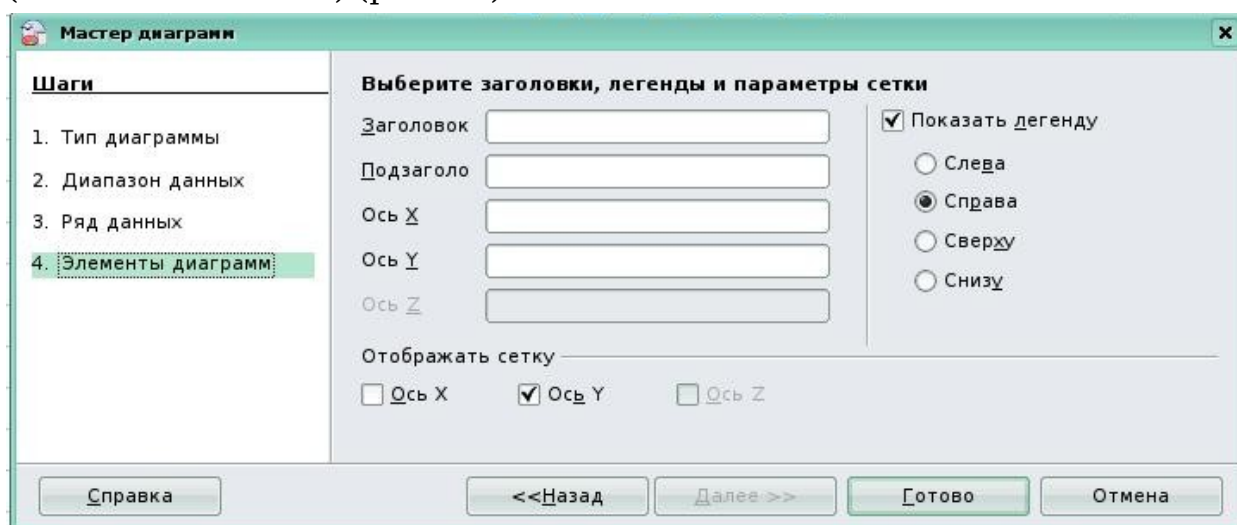 Мастер диаграмм
Шаги
1. Тип диаграммы
2. Диапазон данных
3. Ряд данных
4. Элементы диаграмм
Выберите заголовки, легенды и параметры сетки
Заголовок
Подзаголо
Ось X
Ось Y
Ось Z
Показать легенду
Слева
Справа
Сверху
Снизу
Отображать сетку
Ось X Ось Y Ось Z
Справка <<Назад Далее >> Готово Отмена